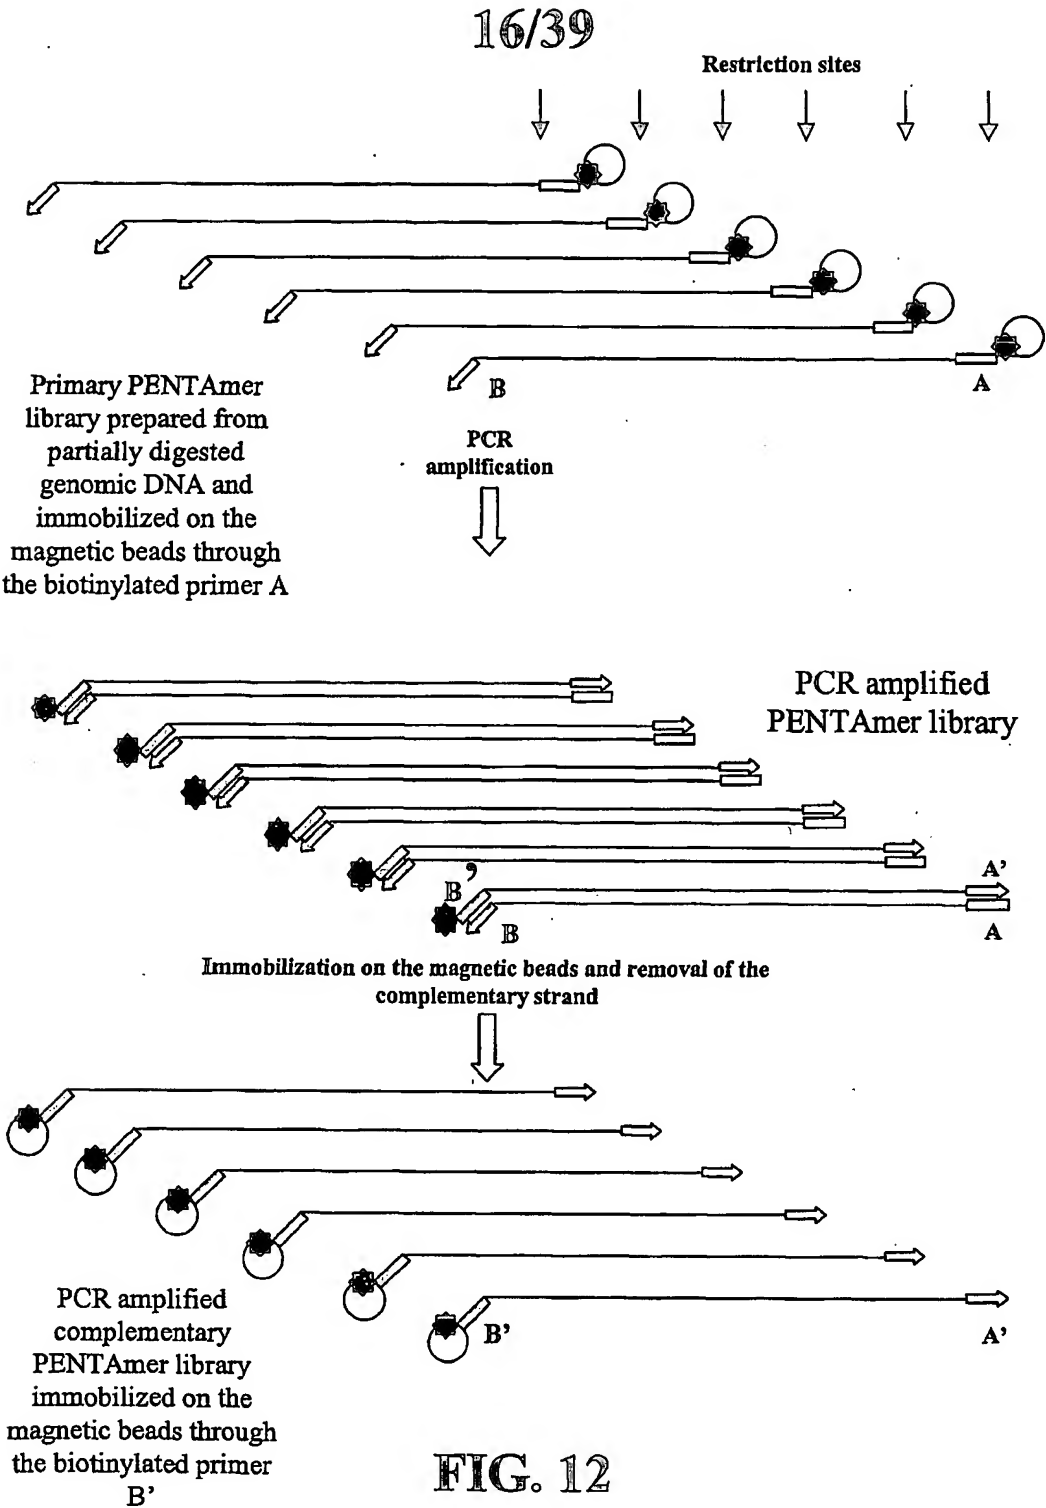 16/39
Restriction sites
B
A
Primary PENTAmer
library prepared from
partially digested
genomic DNA and
immobilized on the
magnetic beads through
the biotinylated primer A
PCR
amplification
PCR amplified
PENTAmer library
B'
A'
B
A
Immobilization on the magnetic beads and removal of the
complementary strand
B'
A'
PCR amplified
complementary
PENTAmer library
immobilized on the
magnetic beads through
the biotinylated primer
B'
FIG. 12